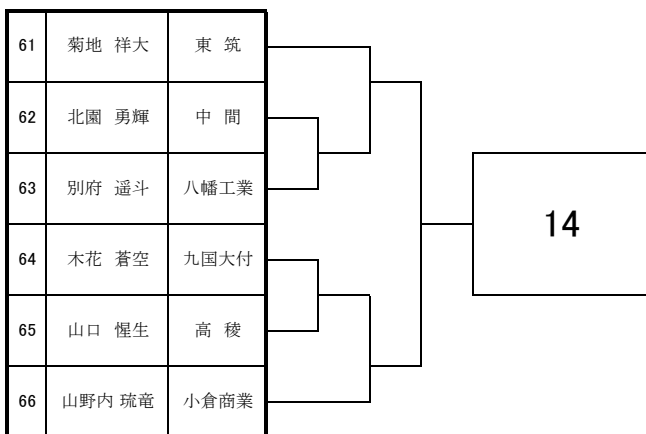 61 菊地 祥大 東 筑
62 北園 勇輝 中 間
63 別府 遥斗 八幡工業
64 木花 蒼空 九国大付
65 山口 惺生 高 稜
66 山野内 琉竜 小倉商業
14